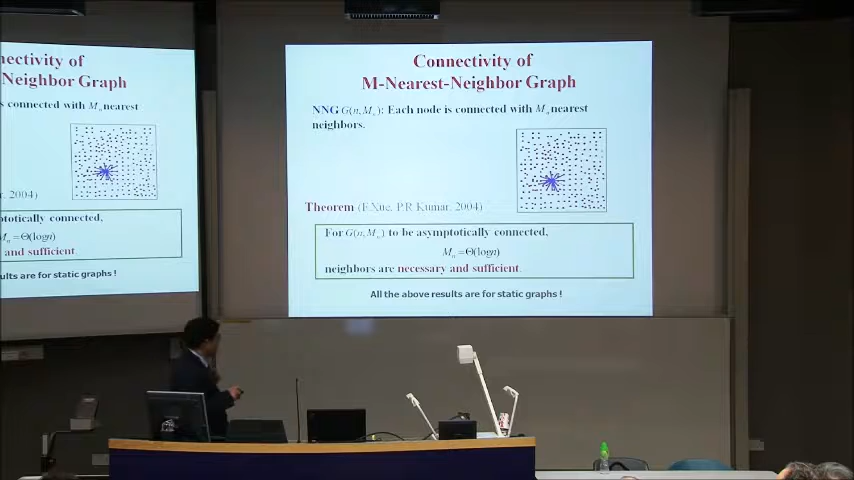 nectivity of
Neighbor Graph
s connected with Mₙ nearest
r. 2004)
ptotically connected,
Mₙ =Θ(logn)
and sufficient.
ults are for static graphs !
Connectivity of
M-Nearest-Neighbor Graph
NNG G(n,Mₙ): Each node is connected with Mₙ nearest
neighbors.
Theorem (F.Xue, P.R.Kumar, 2004)
For G(n,Mₙ) to be asymptotically connected,
Mₙ =Θ(logn)
neighbors are necessary and sufficient.
All the above results are for static graphs !